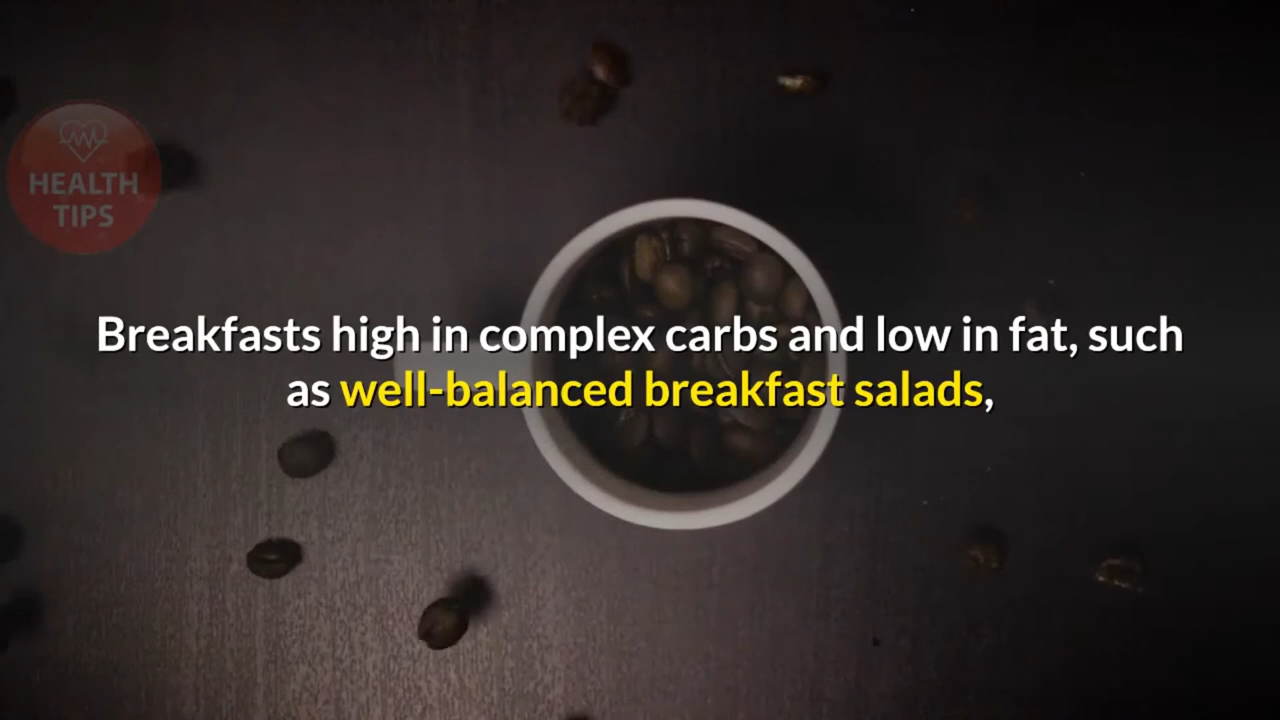 HEALTH
TIPS
Breakfasts high in complex carbs and low in fat, such
as well-balanced breakfast salads,